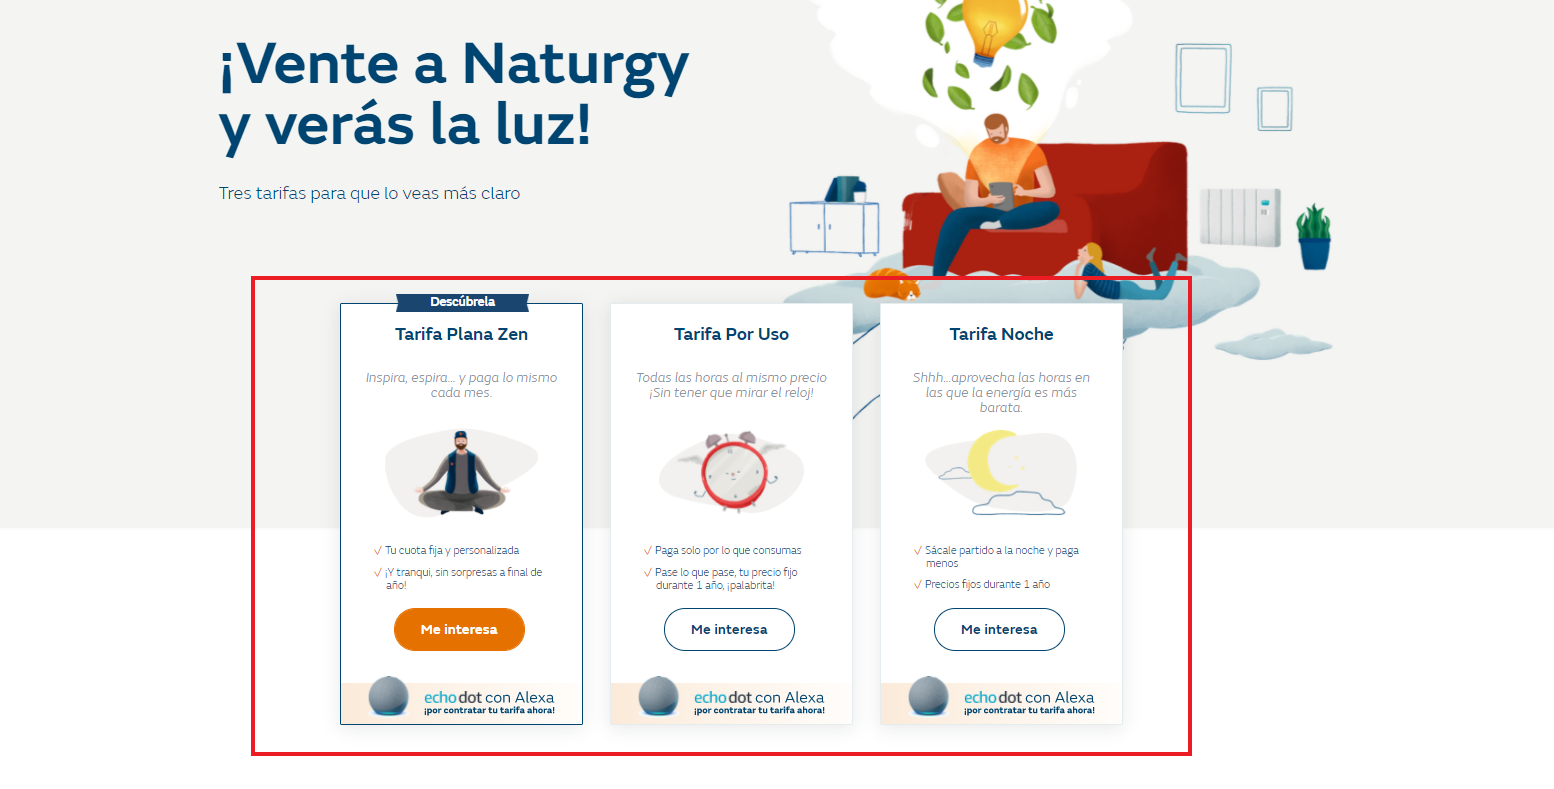 ¡Vente a Naturgy
y verás la luz!
Tres tarifas para que lo veas más claro
Descúbrela
Tarifa Plana Zen
Inspira, espira... y paga lo mismo
cada mes.
✓ Tu cuota fija y personalizada
✓ ¡Y tranqui, sin sorpresas a final de
año!
Me interesa
echo dot con Alexa
¡por contratar tu tarifa ahora!
Tarifa Por Uso
Todas las horas al mismo precio
¡Sin tener que mirar el reloj!
✓ Paga solo por lo que consumas
✓ Pase lo que pase, tu precio fijo
durante 1 año, ¡palabrita!
Me interesa
echo dot con Alexa
¡por contratar tu tarifa ahora!
Tarifa Noche
Shhh...aprovecha las horas en
las que la energía es más
barata.
✓ Sácale partido a la noche y paga
menos
✓ Precios fijos durante 1 año
Me interesa
echo dot con Alexa
¡por contratar tu tarifa ahora!